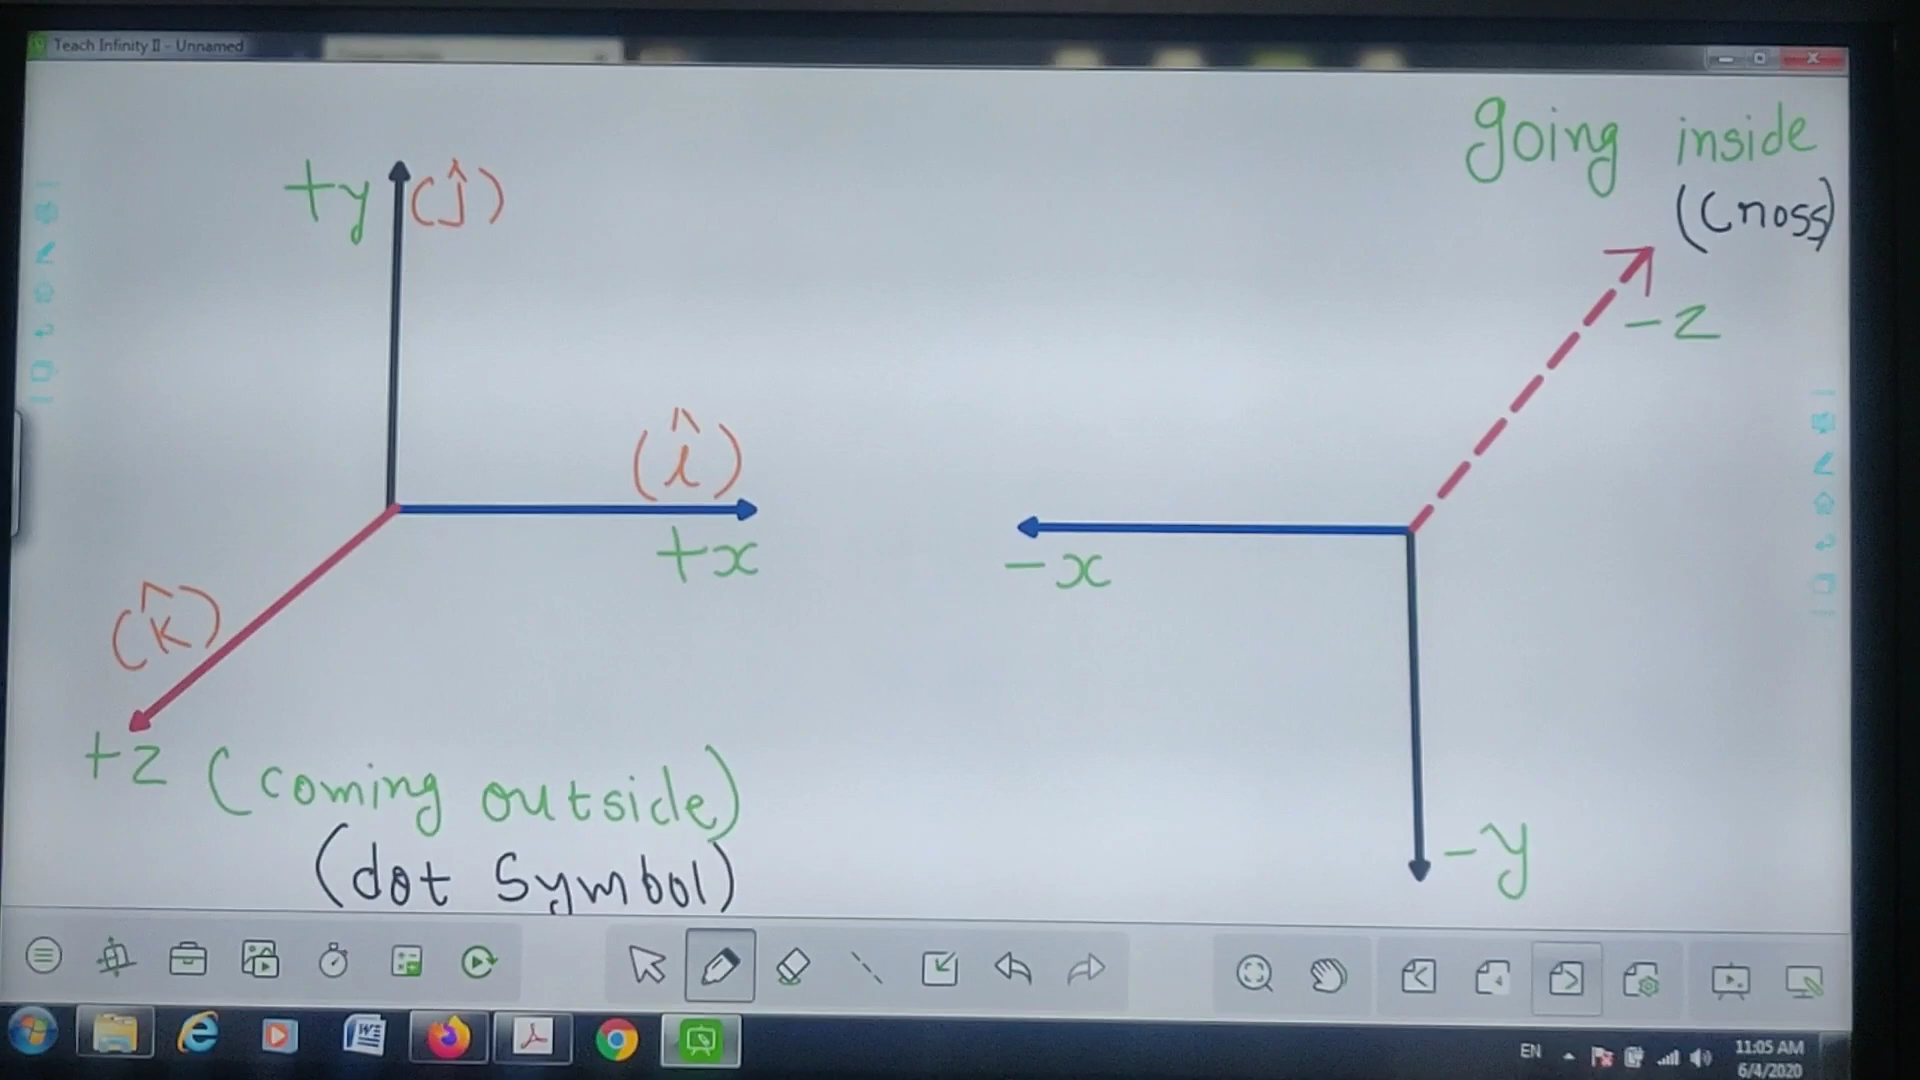 Teach Infinity II - Unnamed
going inside
(Cross)
+y (ĵ)
-z
(î)
+x
-x
(k̂)
+z (coming outside)
(dot Symbol)
-y
EN
11:05 AM
6/4/2020